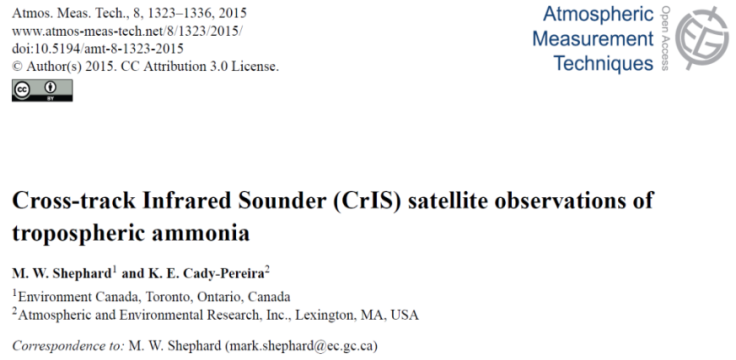 Atmos. Meas. Tech., 8, 1323–1336, 2015
www.atmos-meas-tech.net/8/1323/2015/
doi:10.5194/amt-8-1323-2015
© Author(s) 2015. CC Attribution 3.0 License.
cc
BY
Atmospheric
Measurement
Techniques
Open Access
EGU
Cross-track Infrared Sounder (CrIS) satellite observations of
tropospheric ammonia
M. W. Shephard1 and K. E. Cady-Pereira2
1Environment Canada, Toronto, Ontario, Canada
2Atmospheric and Environmental Research, Inc., Lexington, MA, USA
Correspondence to: M. W. Shephard (mark.shephard@ec.gc.ca)